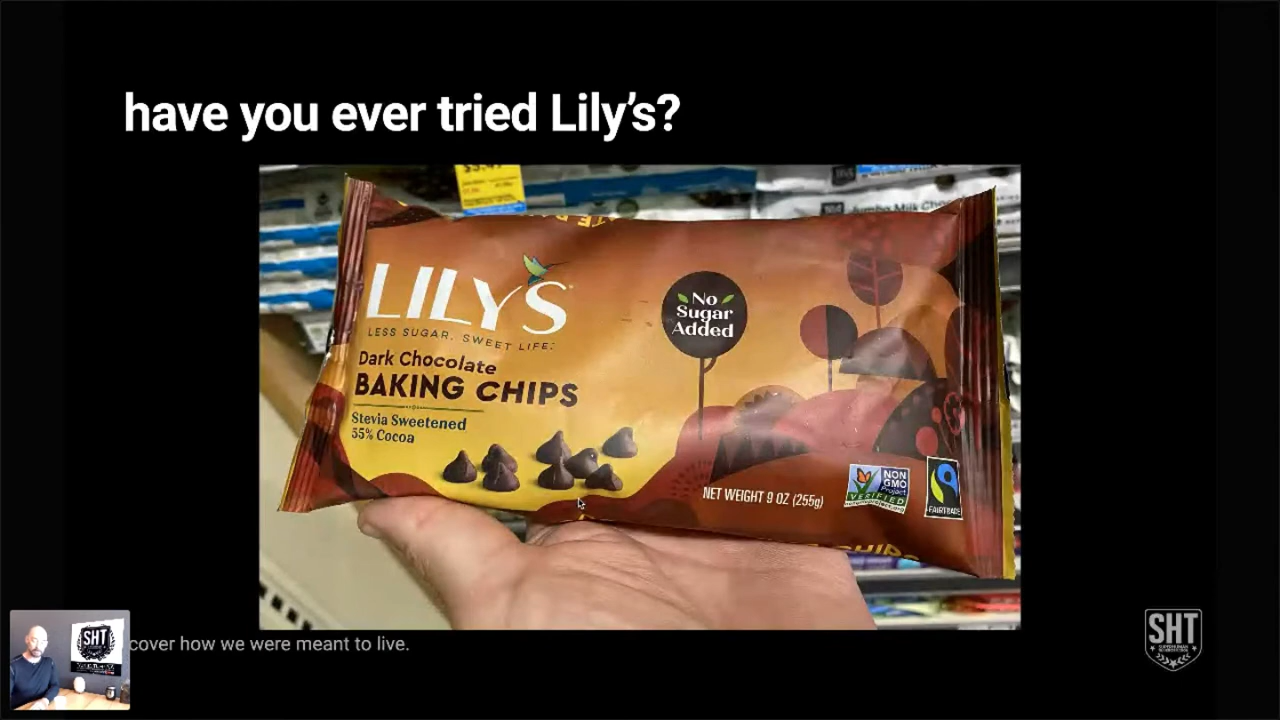 have you ever tried Lily's?
LILY'S
LESS SUGAR. SWEET LIFE.
Dark Chocolate
BAKING CHIPS
Stevia Sweetened
55% Cocoa
No
Sugar
Added
NET WEIGHT 9 OZ (255g)
NON
GMO
Project
VERIFIED
FAIRTRADE
Jumbo Milk
cover how we were meant to live.
SHT
SHT